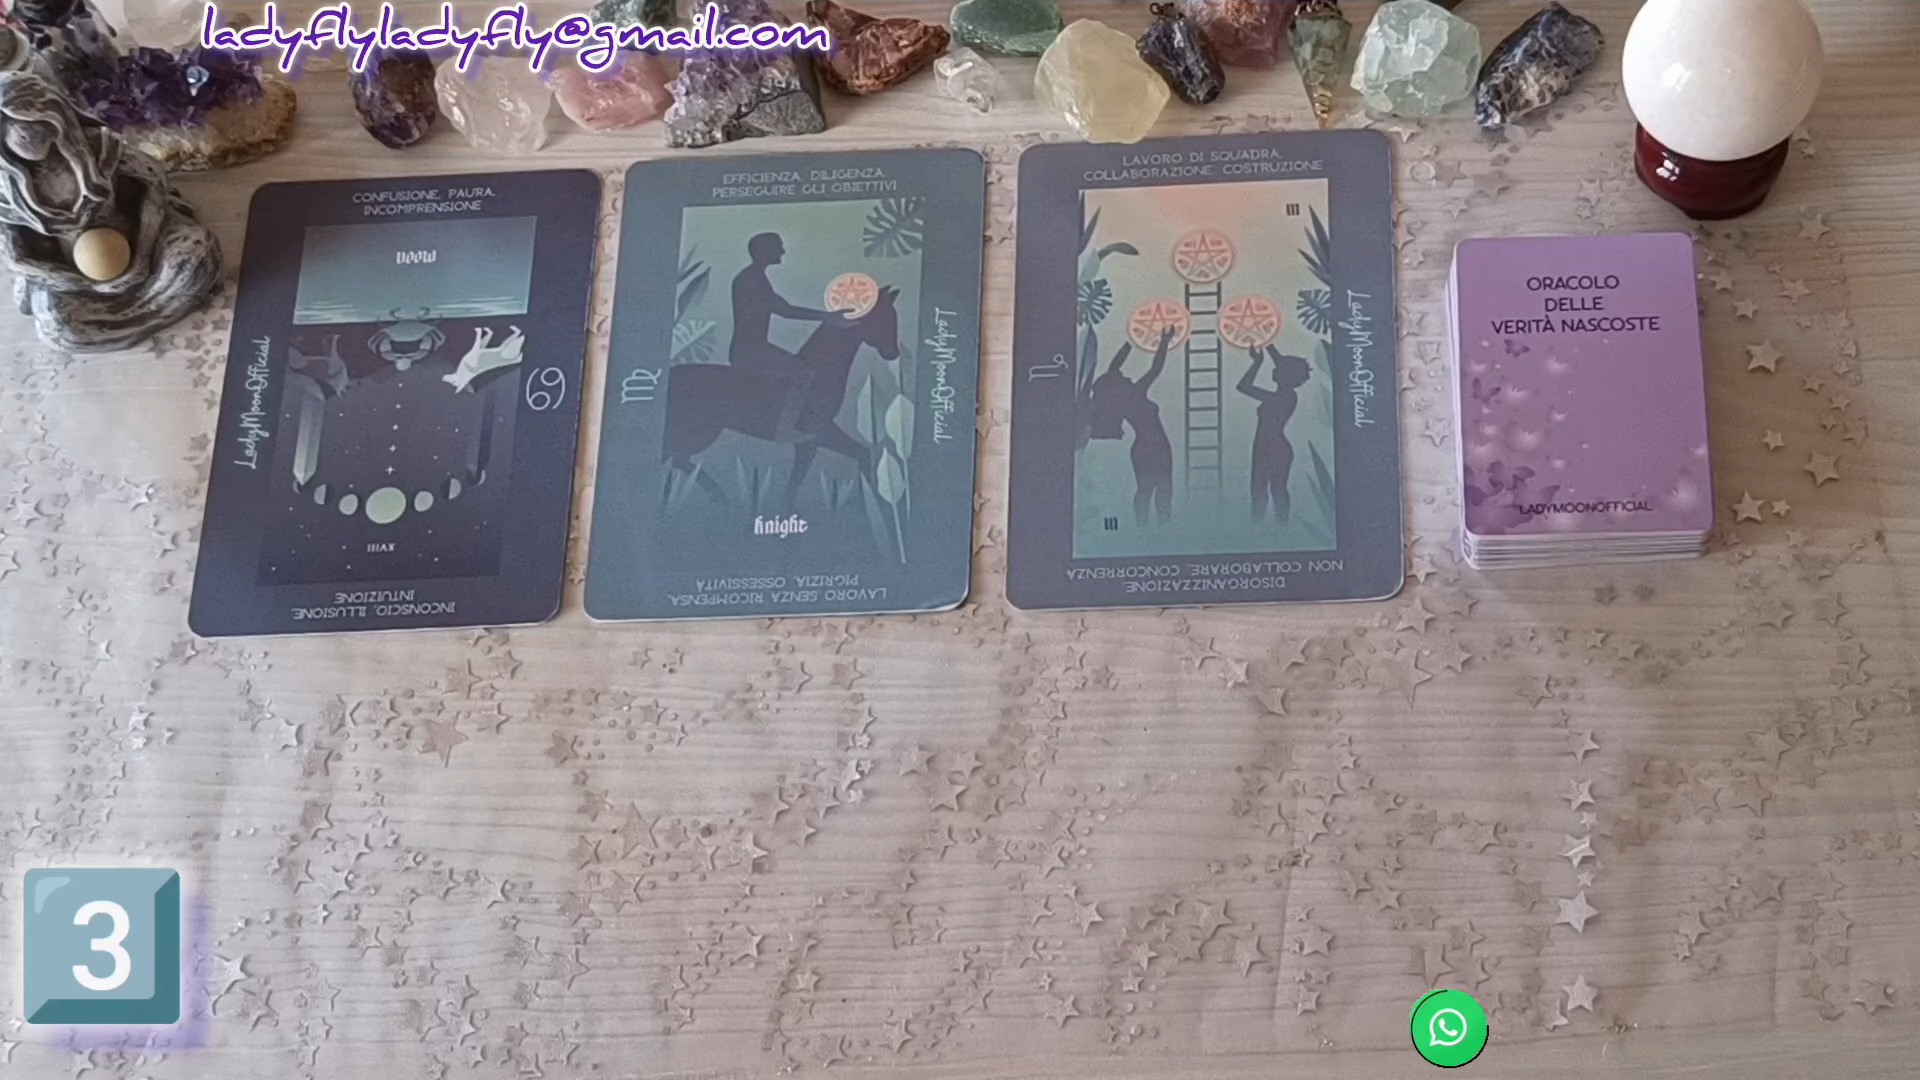 ladyflyladyfly@gmail.com
CONFUSIONE, PAURA,
INCOMPRENSIONE
MOON
LadyMoonOfficial
XVIII
INCONSCIO, ILLUSIONE,
INTUIZIONE
EFFICIENZA, DILIGENZA,
PERSEGUIRE GLI OBIETTIVI
LadyMoonOfficial
knight
LAVORO SENZA RICOMPENSA,
PIGRIZIA, OSSESSIVITÀ
LAVORO DI SQUADRA,
COLLABORAZIONE, COSTRUZIONE
III
LadyMoonOfficial
III
DISORGANIZZAZIONE,
NON COLLABORARE, CONCORRENZA
ORACOLO
DELLE
VERITÀ NASCOSTE
LADYMOONOFFICIAL
3